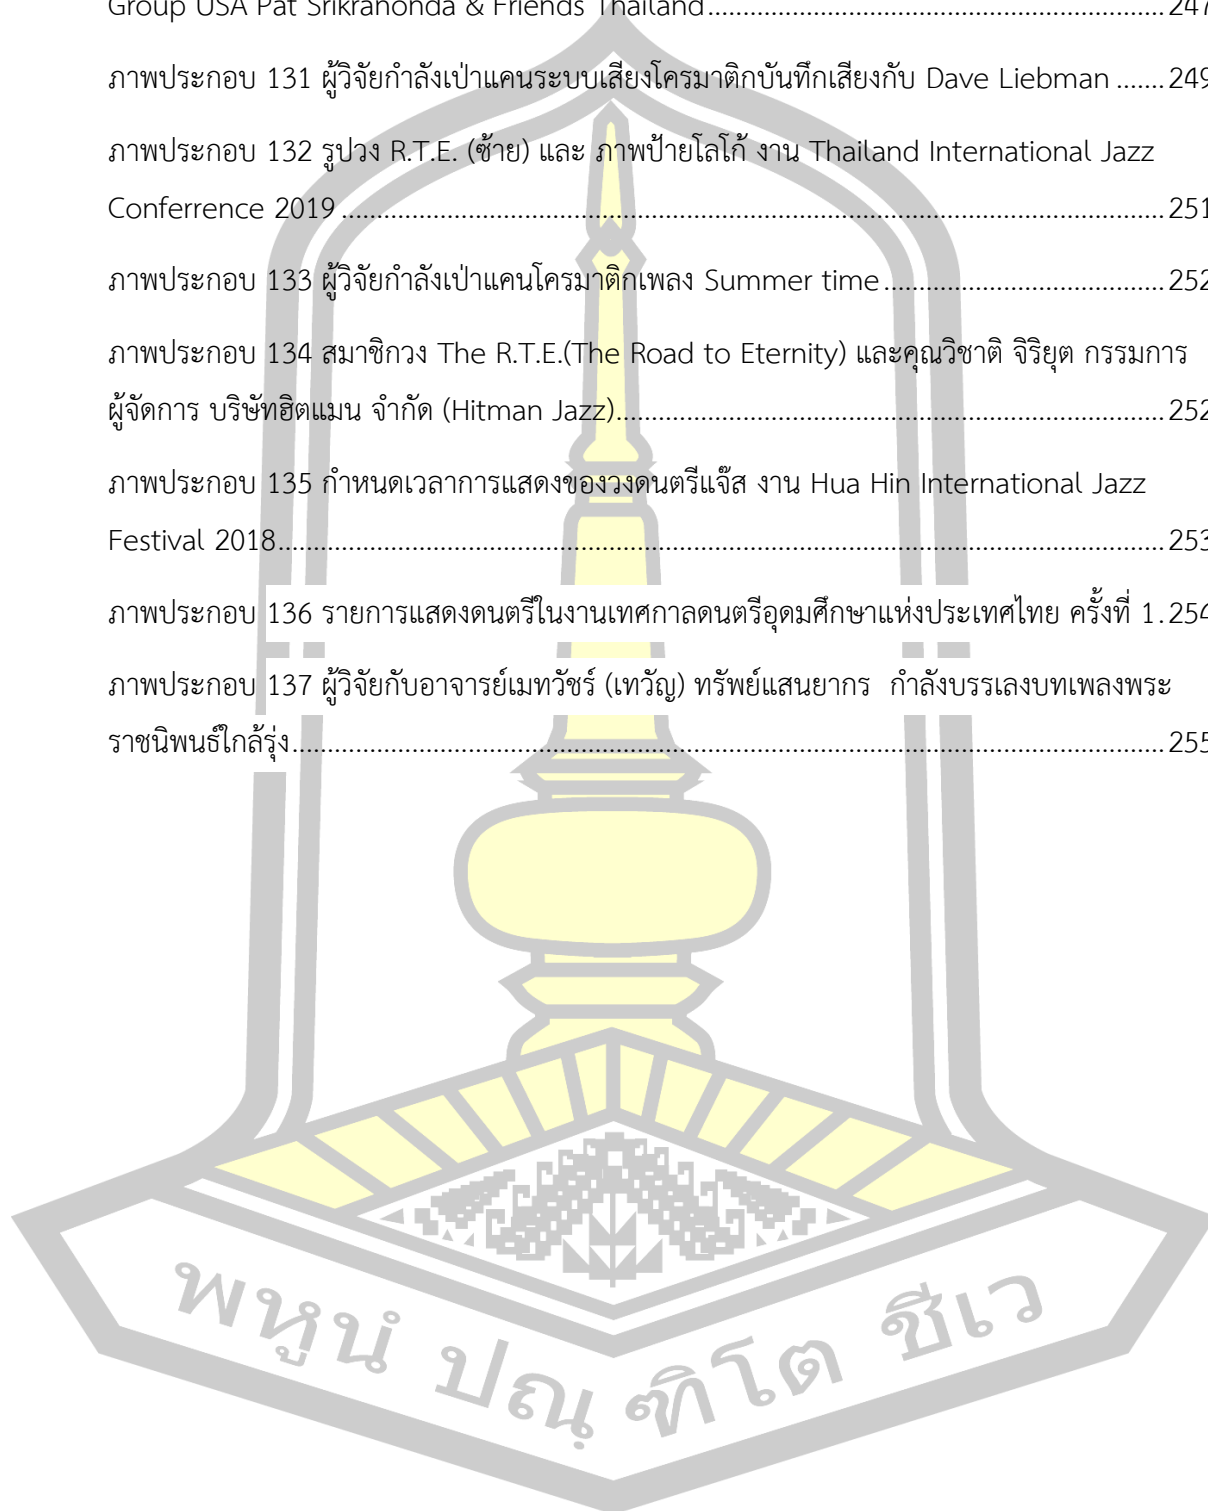 Group USA Pat Srikranonda & Friends Thailand.......................................................... 247
ภาพประกอบ 131 ผู้วิจัยกำลังเป่าแคนระบบเสียงโครมาติกบันทึกเสียงกับ Dave Liebman ....... 249
ภาพประกอบ 132 รูปวง R.T.E. (ซ้าย) และ ภาพป้ายโลโก้ งาน Thailand International Jazz
Conferrence 2019 .......................................................... 251
ภาพประกอบ 133 ผู้วิจัยกำลังเป่าแคนโครมาติกเพลง Summer time .................................... 252
ภาพประกอบ 134 สมาชิกวง The R.T.E.(The Road to Eternity) และคุณวิชาติ จิริยุต กรรมการ
ผู้จัดการ บริษัทฮิตแมน จำกัด (Hitman Jazz).......................................................... 252
ภาพประกอบ 135 กำหนดเวลาการแสดงของวงดนตรีแจ๊ส งาน Hua Hin International Jazz
Festival 2018.......................................................... 253
ภาพประกอบ 136 รายการแสดงดนตรีในงานเทศกาลดนตรีอุดมศึกษาแห่งประเทศไทย ครั้งที่ 1. 254
ภาพประกอบ 137 ผู้วิจัยกับอาจารย์เมทวัชร์ (เทวัญ) ทรัพย์แสนยากร กำลังบรรเลงบทเพลงพระ
ราชนิพนธ์ใกล้รุ่ง.......................................................... 255
พหูนํ ปณฺฑิโต ชีเว